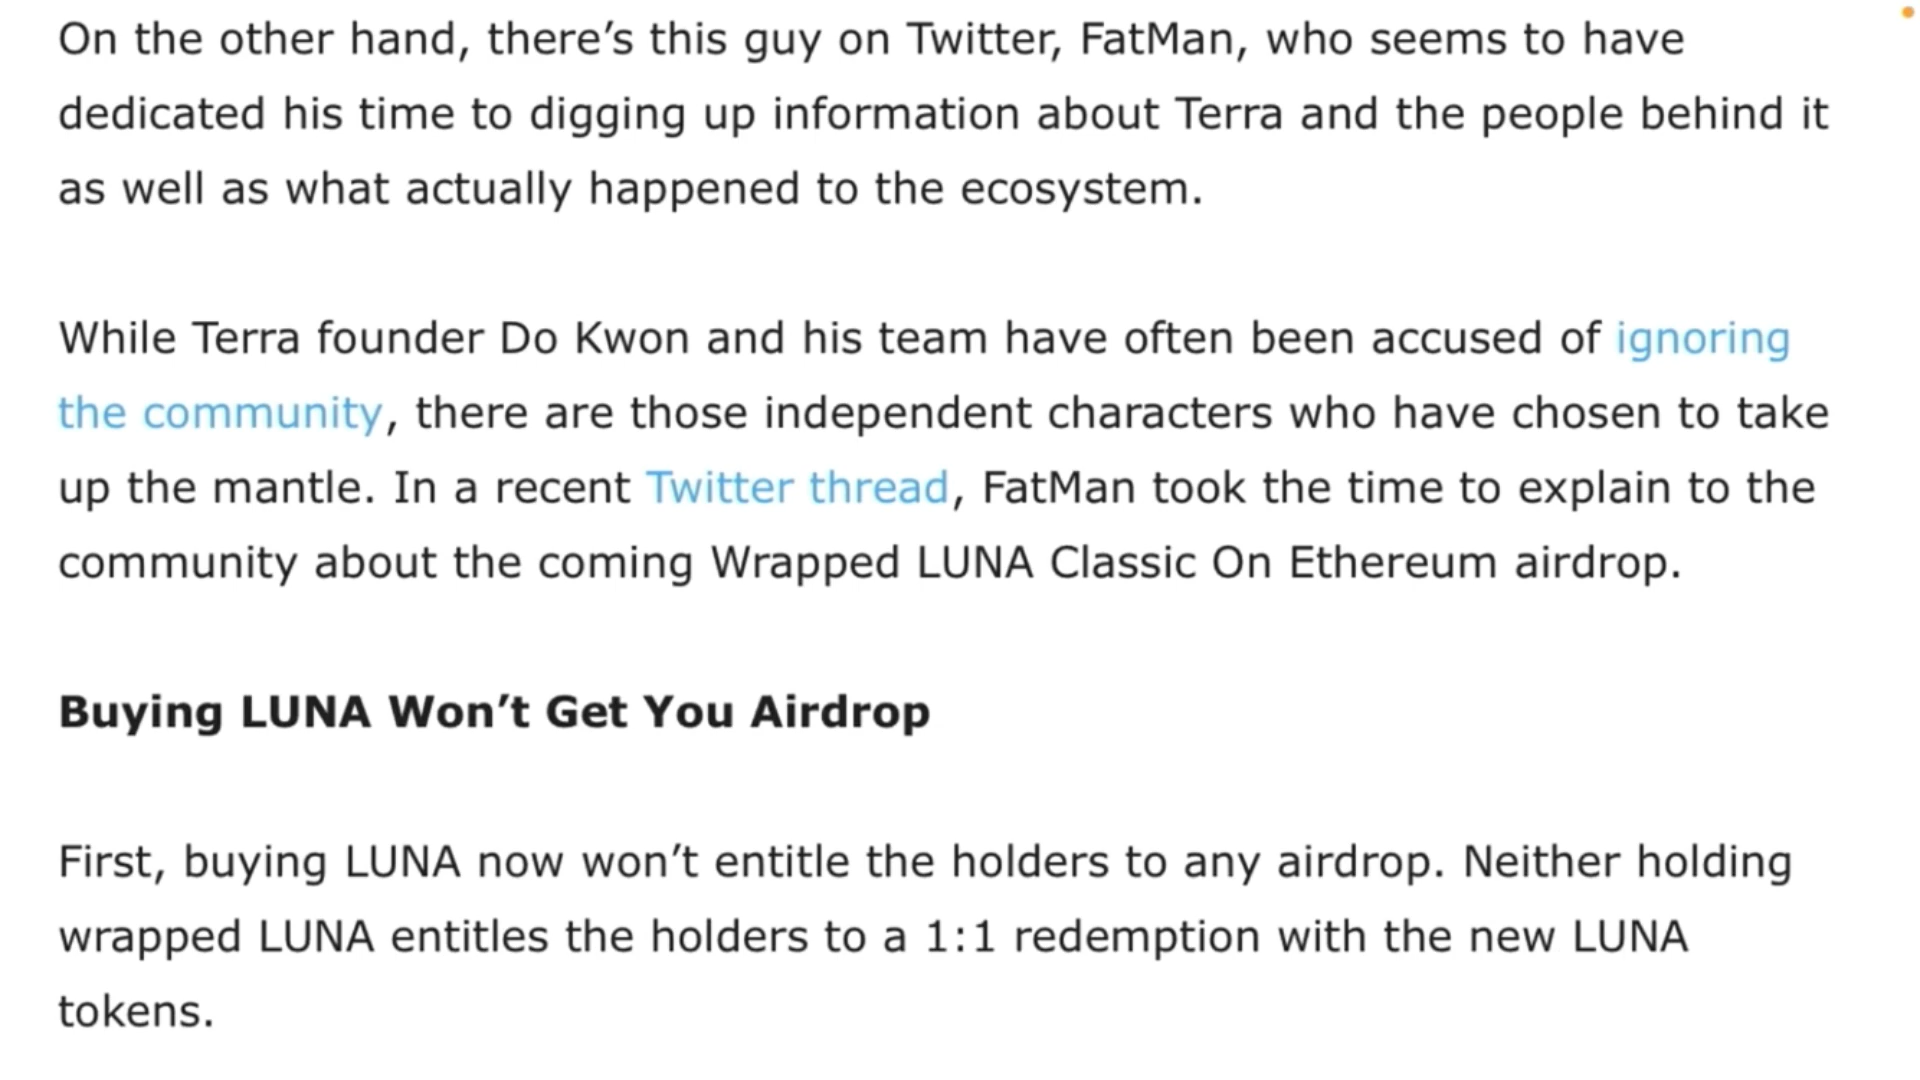 On the other hand, there’s this guy on Twitter, FatMan, who seems to have
dedicated his time to digging up information about Terra and the people behind it
as well as what actually happened to the ecosystem.
While Terra founder Do Kwon and his team have often been accused of ignoring
the community, there are those independent characters who have chosen to take
up the mantle. In a recent Twitter thread, FatMan took the time to explain to the
community about the coming Wrapped LUNA Classic On Ethereum airdrop.
Buying LUNA Won’t Get You Airdrop
First, buying LUNA now won’t entitle the holders to any airdrop. Neither holding
wrapped LUNA entitles the holders to a 1:1 redemption with the new LUNA
tokens.